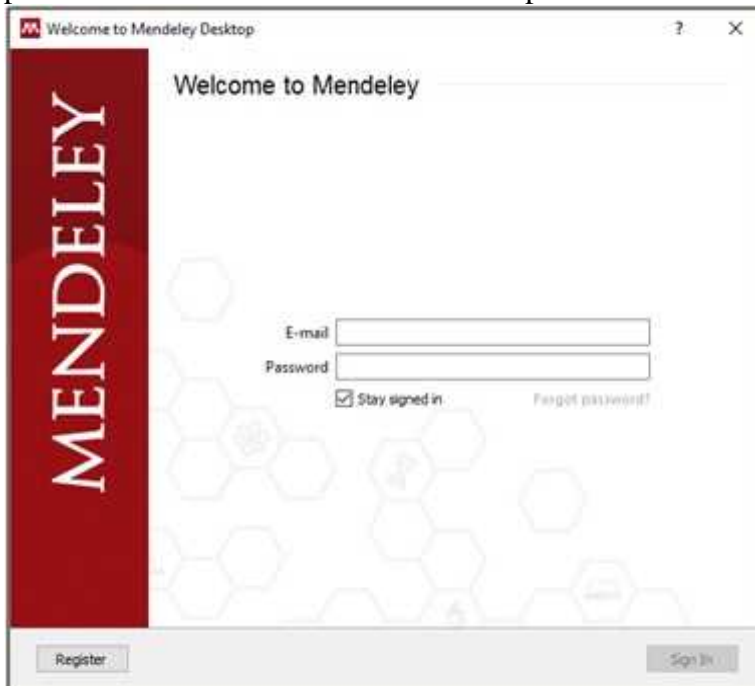 Welcome to Mendeley Desktop ? ×
Welcome to Mendeley
MENDELEY
E-mail
Password
Stay signed in Forgot password?
Register Sign In